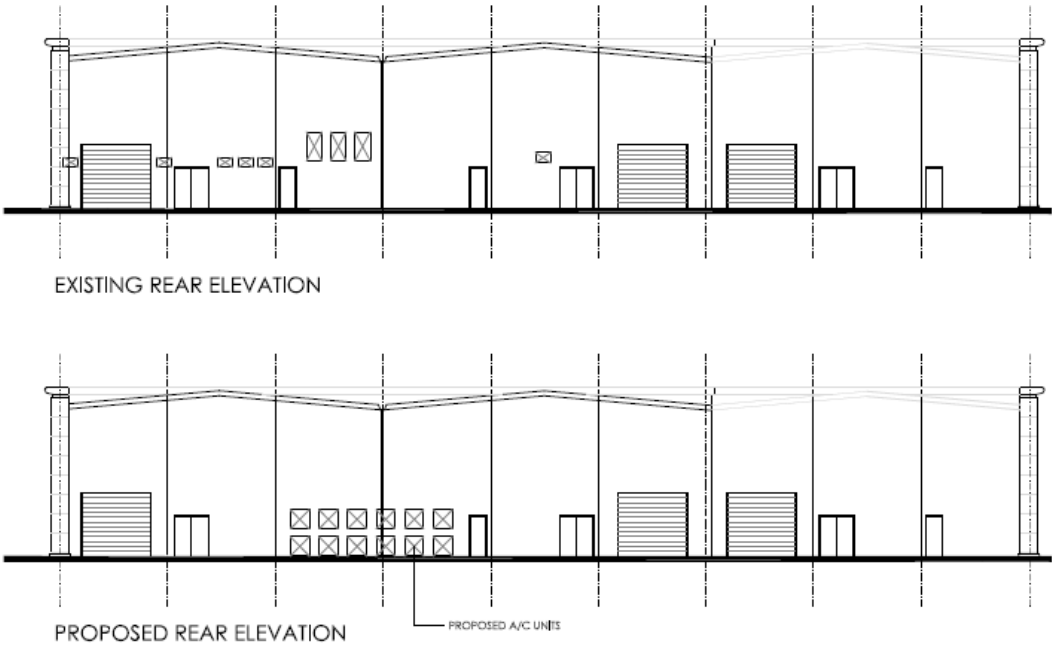 EXISTING REAR ELEVATION
PROPOSED A/C UNITS
PROPOSED REAR ELEVATION